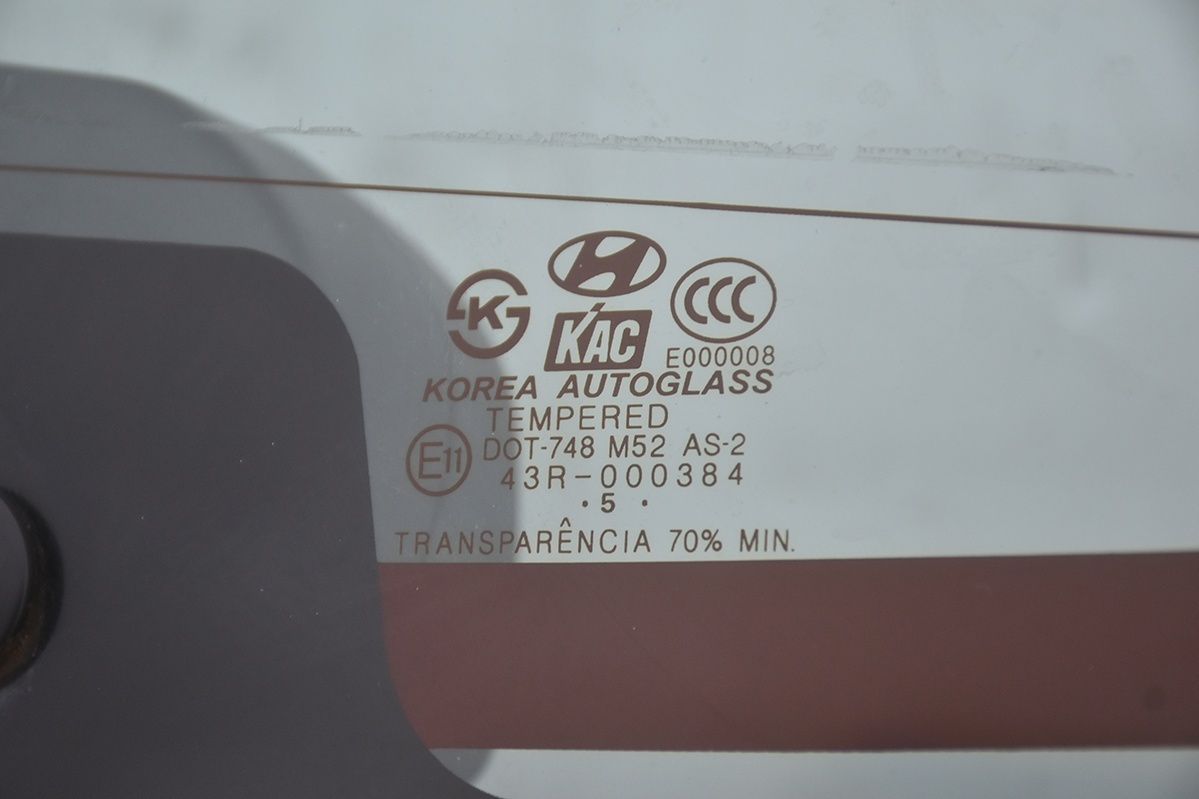 K
KAC
CCC
E000008
KOREA AUTOGLASS
TEMPERED
E11
DOT-748 M52 AS-2
43R-000384
· 5 ·
TRANSPARÊNCIA 70% MIN.